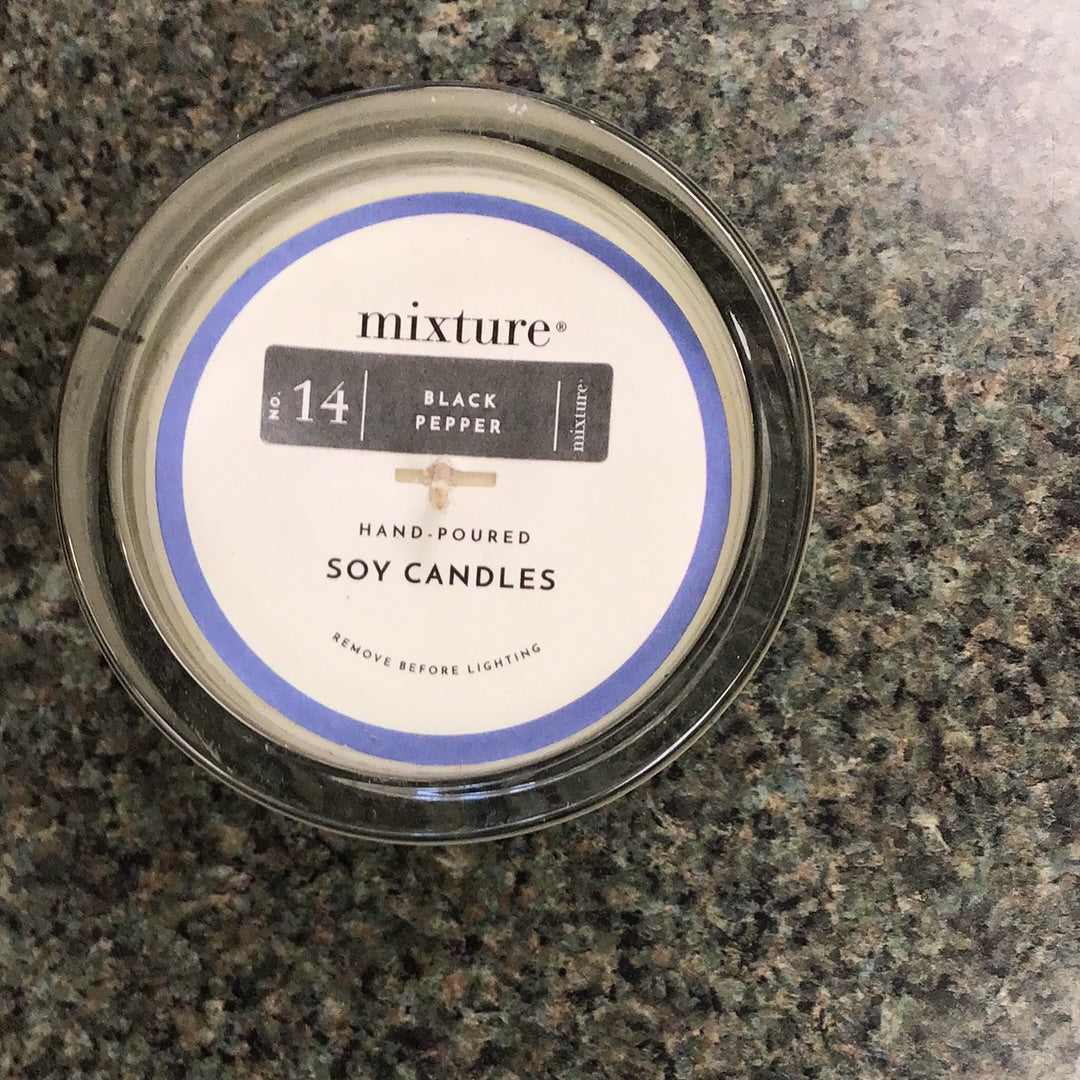 mixture®
NO. 14
BLACK
PEPPER
mixture®
HAND-POURED
SOY CANDLES
REMOVE BEFORE LIGHTING